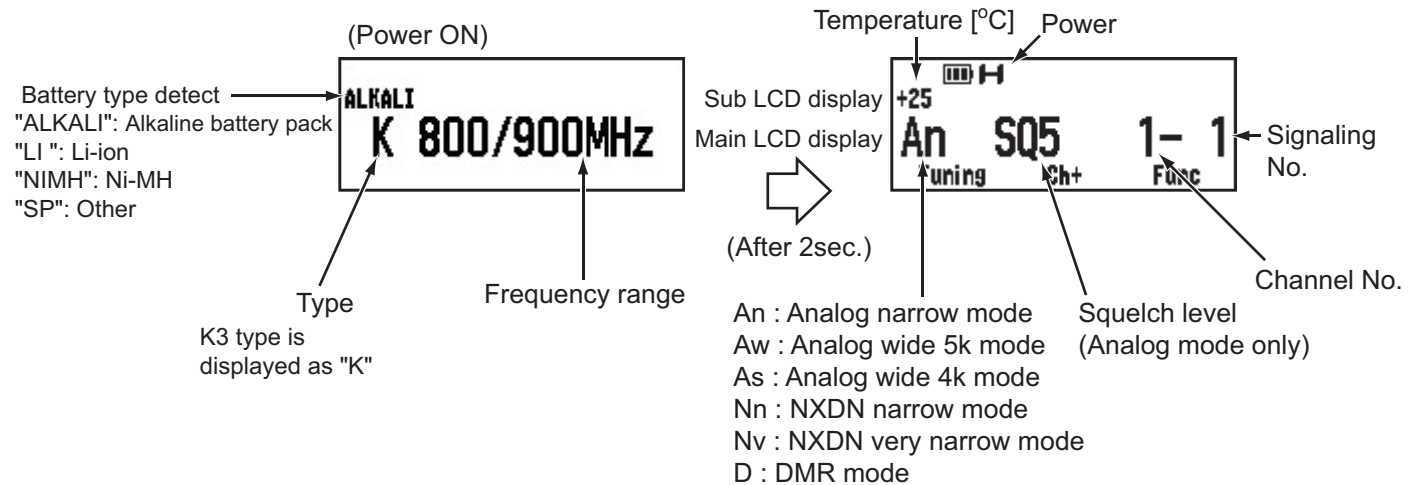 (Power ON)
Battery type detect
"ALKALI": Alkaline battery pack
"LI ": Li-ion
"NIMH": Ni-MH
"SP": Other
ALKALI
K 800/900MHz
Type
K3 type is
displayed as "K"
Frequency range
Temperature [°C]
Power
Sub LCD display
Main LCD display
(After 2sec.)
+25
An SQ5 1- 1
Tuning Ch+ Func
Signaling
No.
Channel No.
Squelch level
(Analog mode only)
An : Analog narrow mode
Aw : Analog wide 5k mode
As : Analog wide 4k mode
Nn : NXDN narrow mode
Nv : NXDN very narrow mode
D : DMR mode